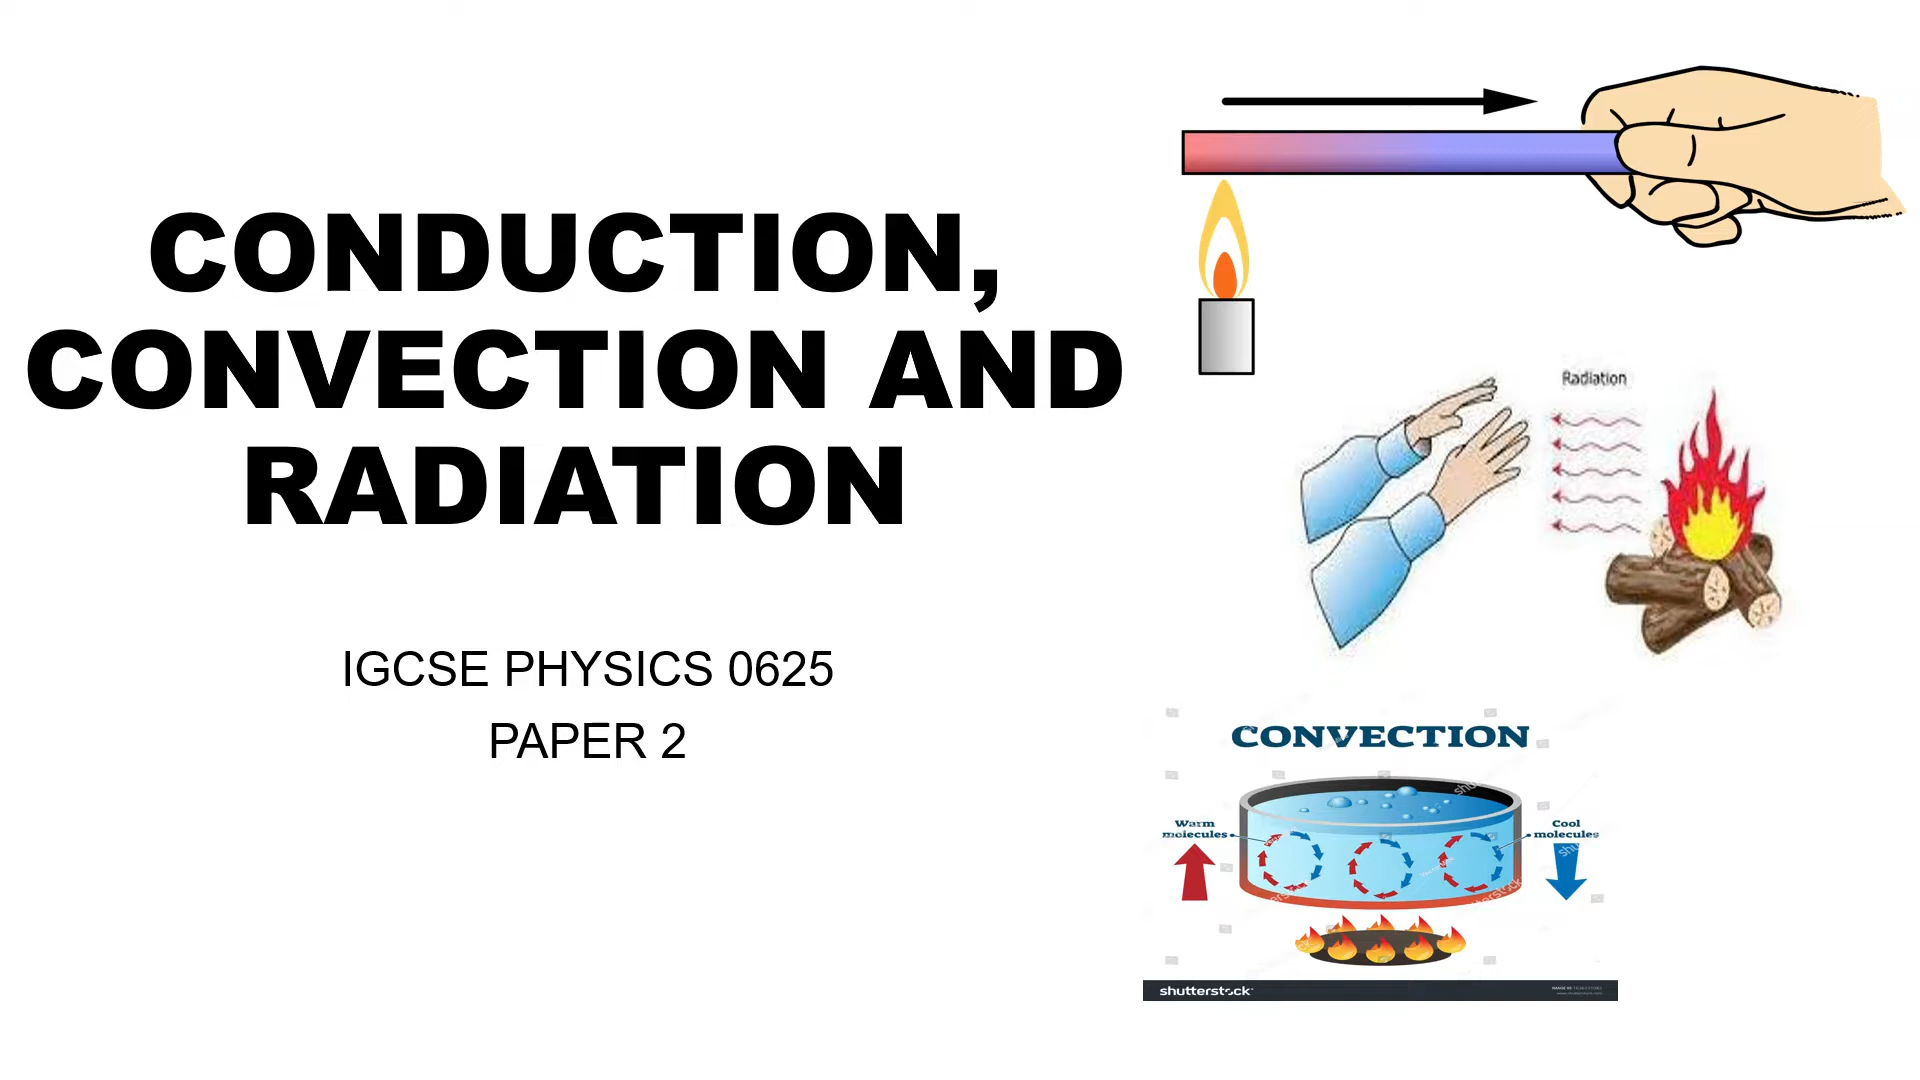 CONDUCTION,
CONVECTION AND
RADIATION
IGCSE PHYSICS 0625
PAPER 2
Radiation
CONVECTION
Warm
molecules
Cool
molecules
shutterstock